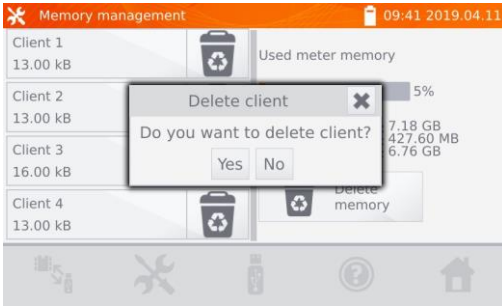 Memory management
09:41 2019.04.11
Client 1
13.00 kB
Client 2
13.00 kB
Client 3
16.00 kB
Client 4
13.00 kB
Used meter memory
5%
7.18 GB
427.60 MB
6.76 GB
Delete
memory
Delete client
Do you want to delete client?
Yes
No